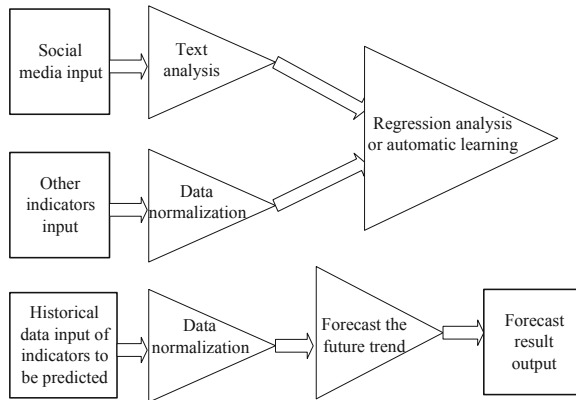 Social
media input
Text
analysis
Regression analysis
or automatic learning
Other
indicators
input
Data
normalization
Historical
data input of
indicators to
be predicted
Data
normalization
Forecast the
future trend
Forecast
result
output